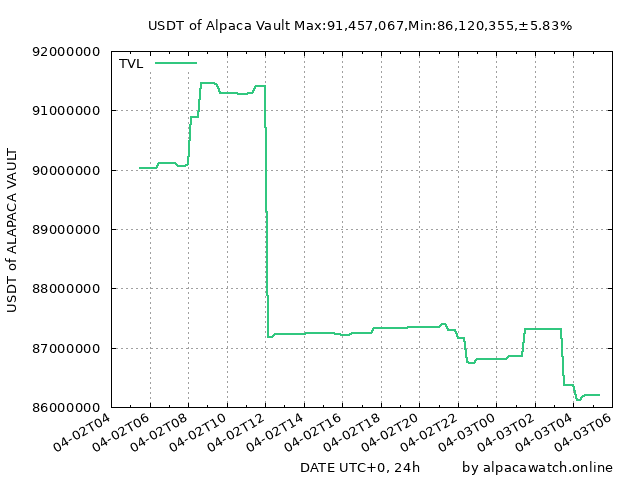 USDT of Alpaca Vault Max:91,457,067,Min:86,120,355,±5.83%
92000000
TVL
91000000
90000000
89000000
88000000
87000000
86000000
USDT of ALAPACA VAULT
04-02T04
04-02T06
04-02T08
04-02T10
04-02T12
04-02T14
04-02T16
04-02T18
04-02T20
04-02T22
04-03T00
04-03T02
04-03T04
04-03T06
DATE UTC+0, 24h
by alpacawatch.online